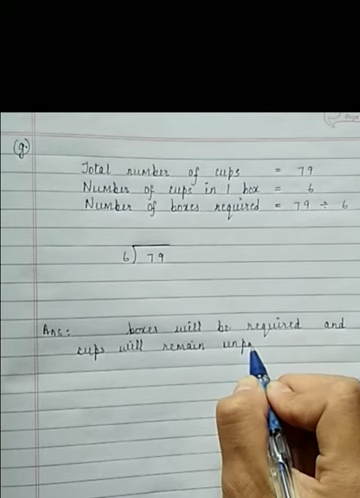 (g.)
Total number of cups = 79
Number of cups in 1 box = 6
Number of boxes required = 79 ÷ 6
6)79
Ans: boxes will be required and
cups will remain unp